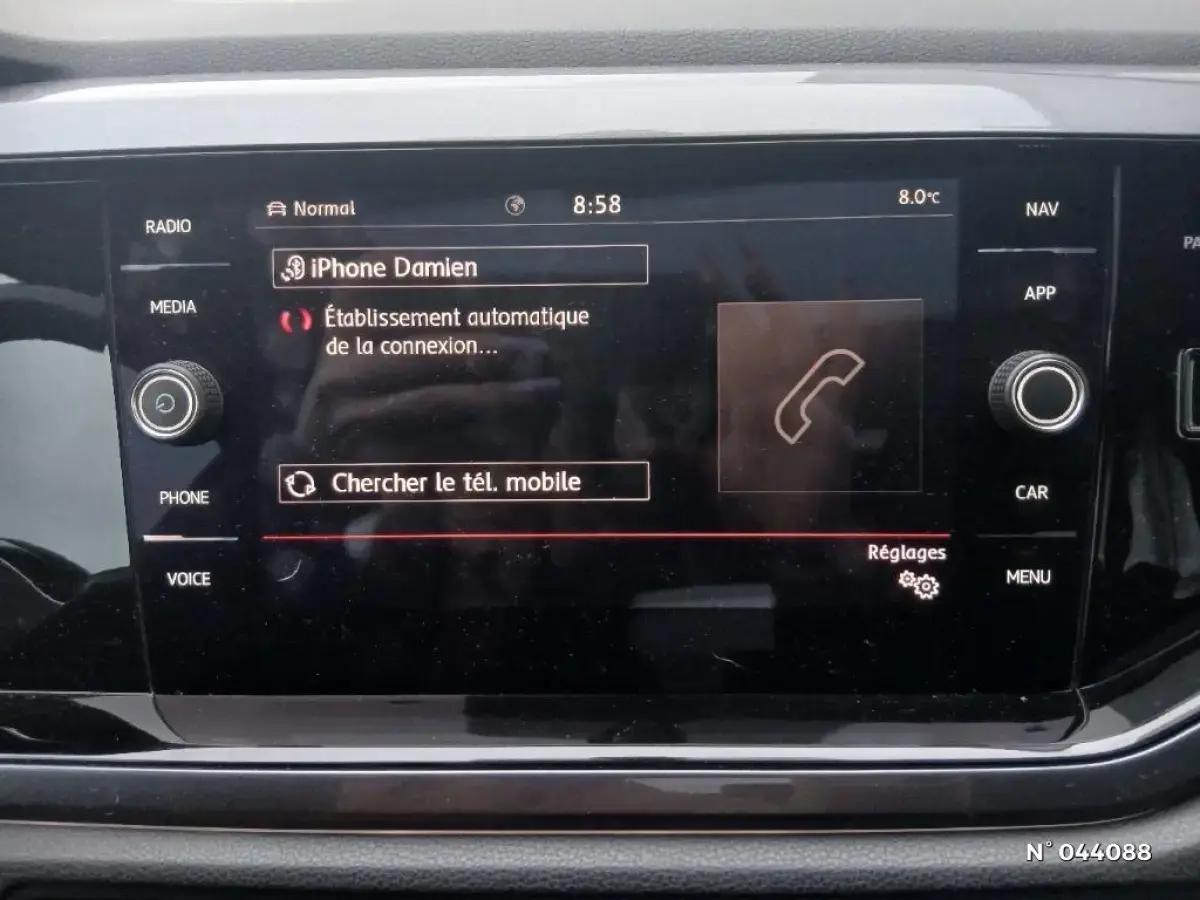 Normal
8:58
8.0°C
RADIO
NAV
iPhone Damien
MEDIA
APP
Établissement automatique
de la connexion...
Chercher le tél. mobile
PHONE
CAR
Réglages
VOICE
MENU
PA
N° 044088